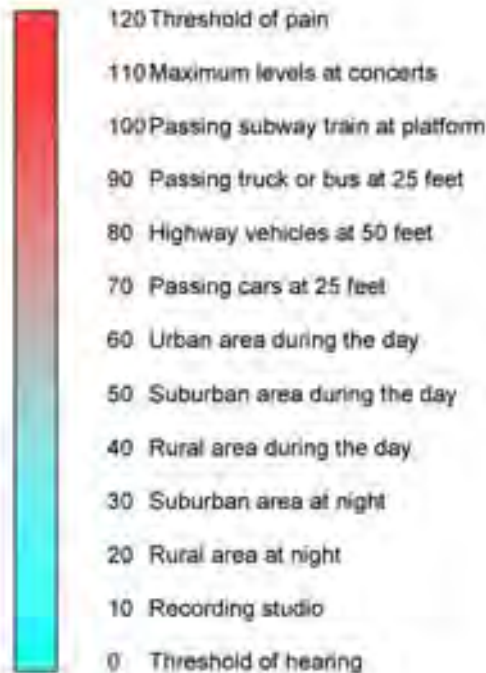 120 Threshold of pain
110 Maximum levels at concerts
100 Passing subway train at platform
90 Passing truck or bus at 25 feet
80 Highway vehicles at 50 feet
70 Passing cars at 25 feet
60 Urban area during the day
50 Suburban area during the day
40 Rural area during the day
30 Suburban area at night
20 Rural area at night
10 Recording studio
0 Threshold of hearing